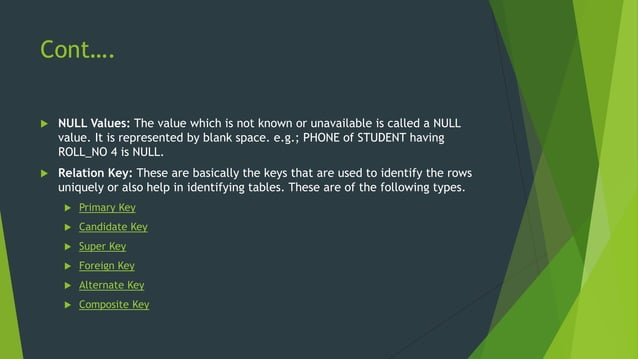 Cont….
NULL Values: The value which is not known or unavailable is called a NULL
value. It is represented by blank space. e.g.; PHONE of STUDENT having
ROLL_NO 4 is NULL.
Relation Key: These are basically the keys that are used to identify the rows
uniquely or also help in identifying tables. These are of the following types.
Primary Key
Candidate Key
Super Key
Foreign Key
Alternate Key
Composite Key